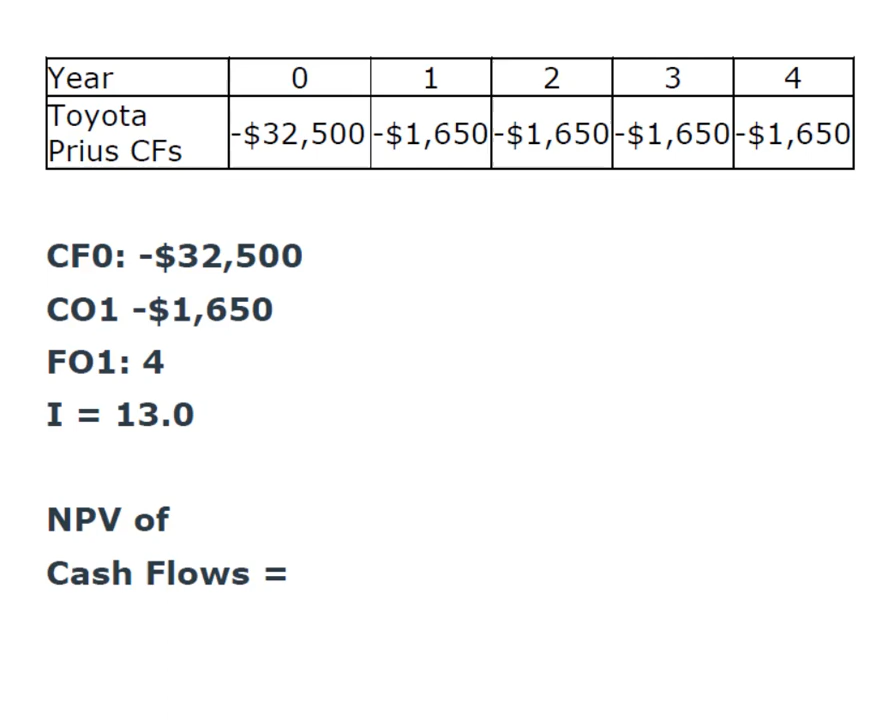 Year 0 1 2 3 4
Toyota
Prius CFs -$32,500 -$1,650 -$1,650 -$1,650 -$1,650
CF0: -$32,500
CO1 -$1,650
FO1: 4
I = 13.0
NPV of
Cash Flows =